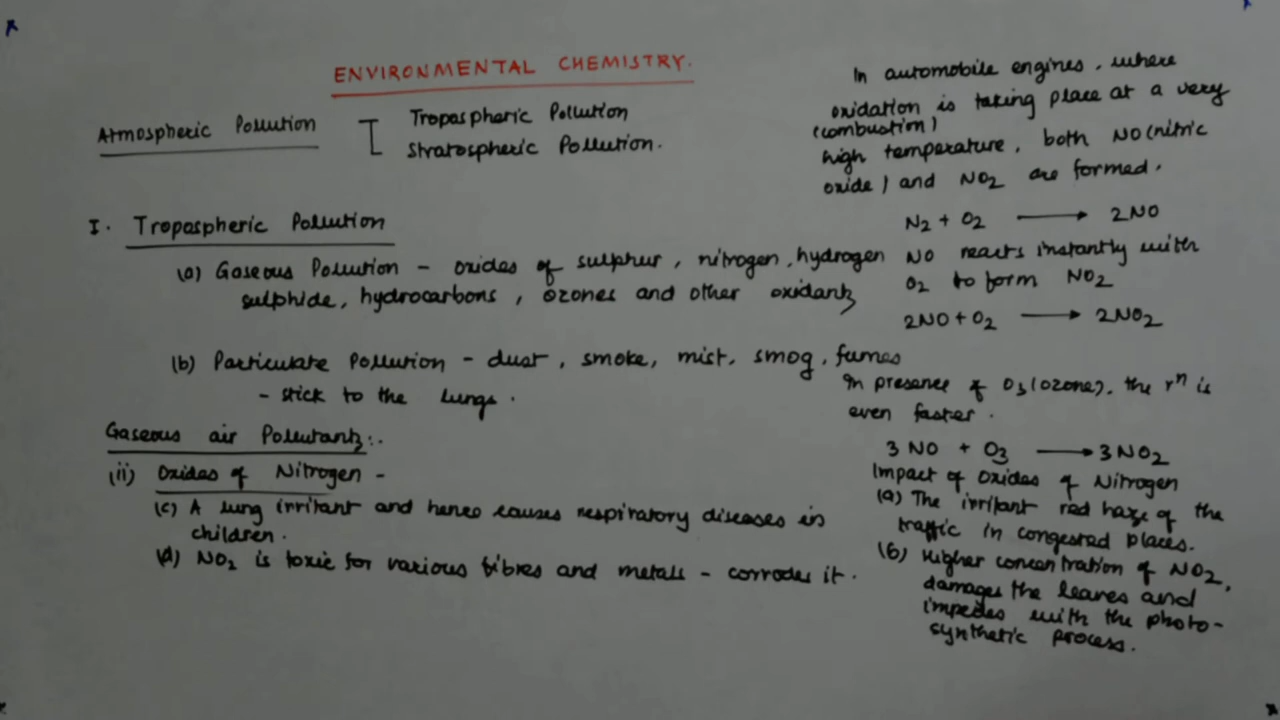 ENVIRONMENTAL CHEMISTRY.
Atmospheric Pollution
Tropospheric Pollution
Stratospheric Pollution.
I. Tropospheric Pollution
(a) Gaseous Pollution - oxides of sulphur, nitrogen, hydrogen
sulphide, hydrocarbons, ozones and other oxidants
(b) Particulate Pollution - dust, smoke, mist, smog, fumes
- stick to the lungs.
Gaseous air Pollutants:.
(ii) Oxides of Nitrogen -
(c) A lung irritant and hence causes respiratory diseases in
children.
(d) NO2 is toxic for various fibres and metals - corrodes it.
In automobile engines, where
oxidation is taking place at a very
(combustion)
high temperature, both NO (nitric
oxide) and NO2 are formed.
N2 + O2 → 2NO
NO reacts instantly with
O2 to form NO2
2NO + O2 → 2NO2
In presence of O3 (ozone), the rn is
even faster.
3 NO + O3 → 3 NO2
Impact of Oxides of Nitrogen
(a) The irritant red haze of the
traffic in congested places.
(b) Higher concentration of NO2,
damages the leaves and
impedes with the photo-
synthetic process.